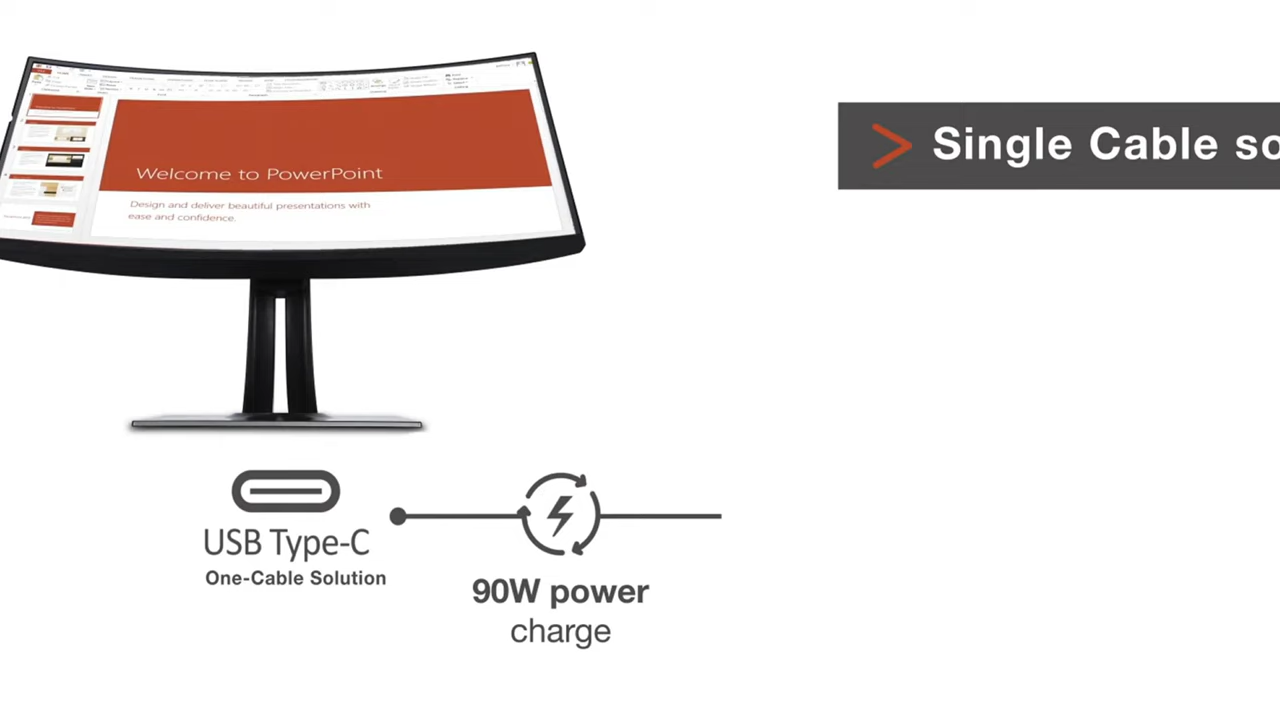 Welcome to PowerPoint
Design and deliver beautiful presentations with
ease and confidence.
> Single Cable so
USB Type-C
One-Cable Solution
90W power
charge